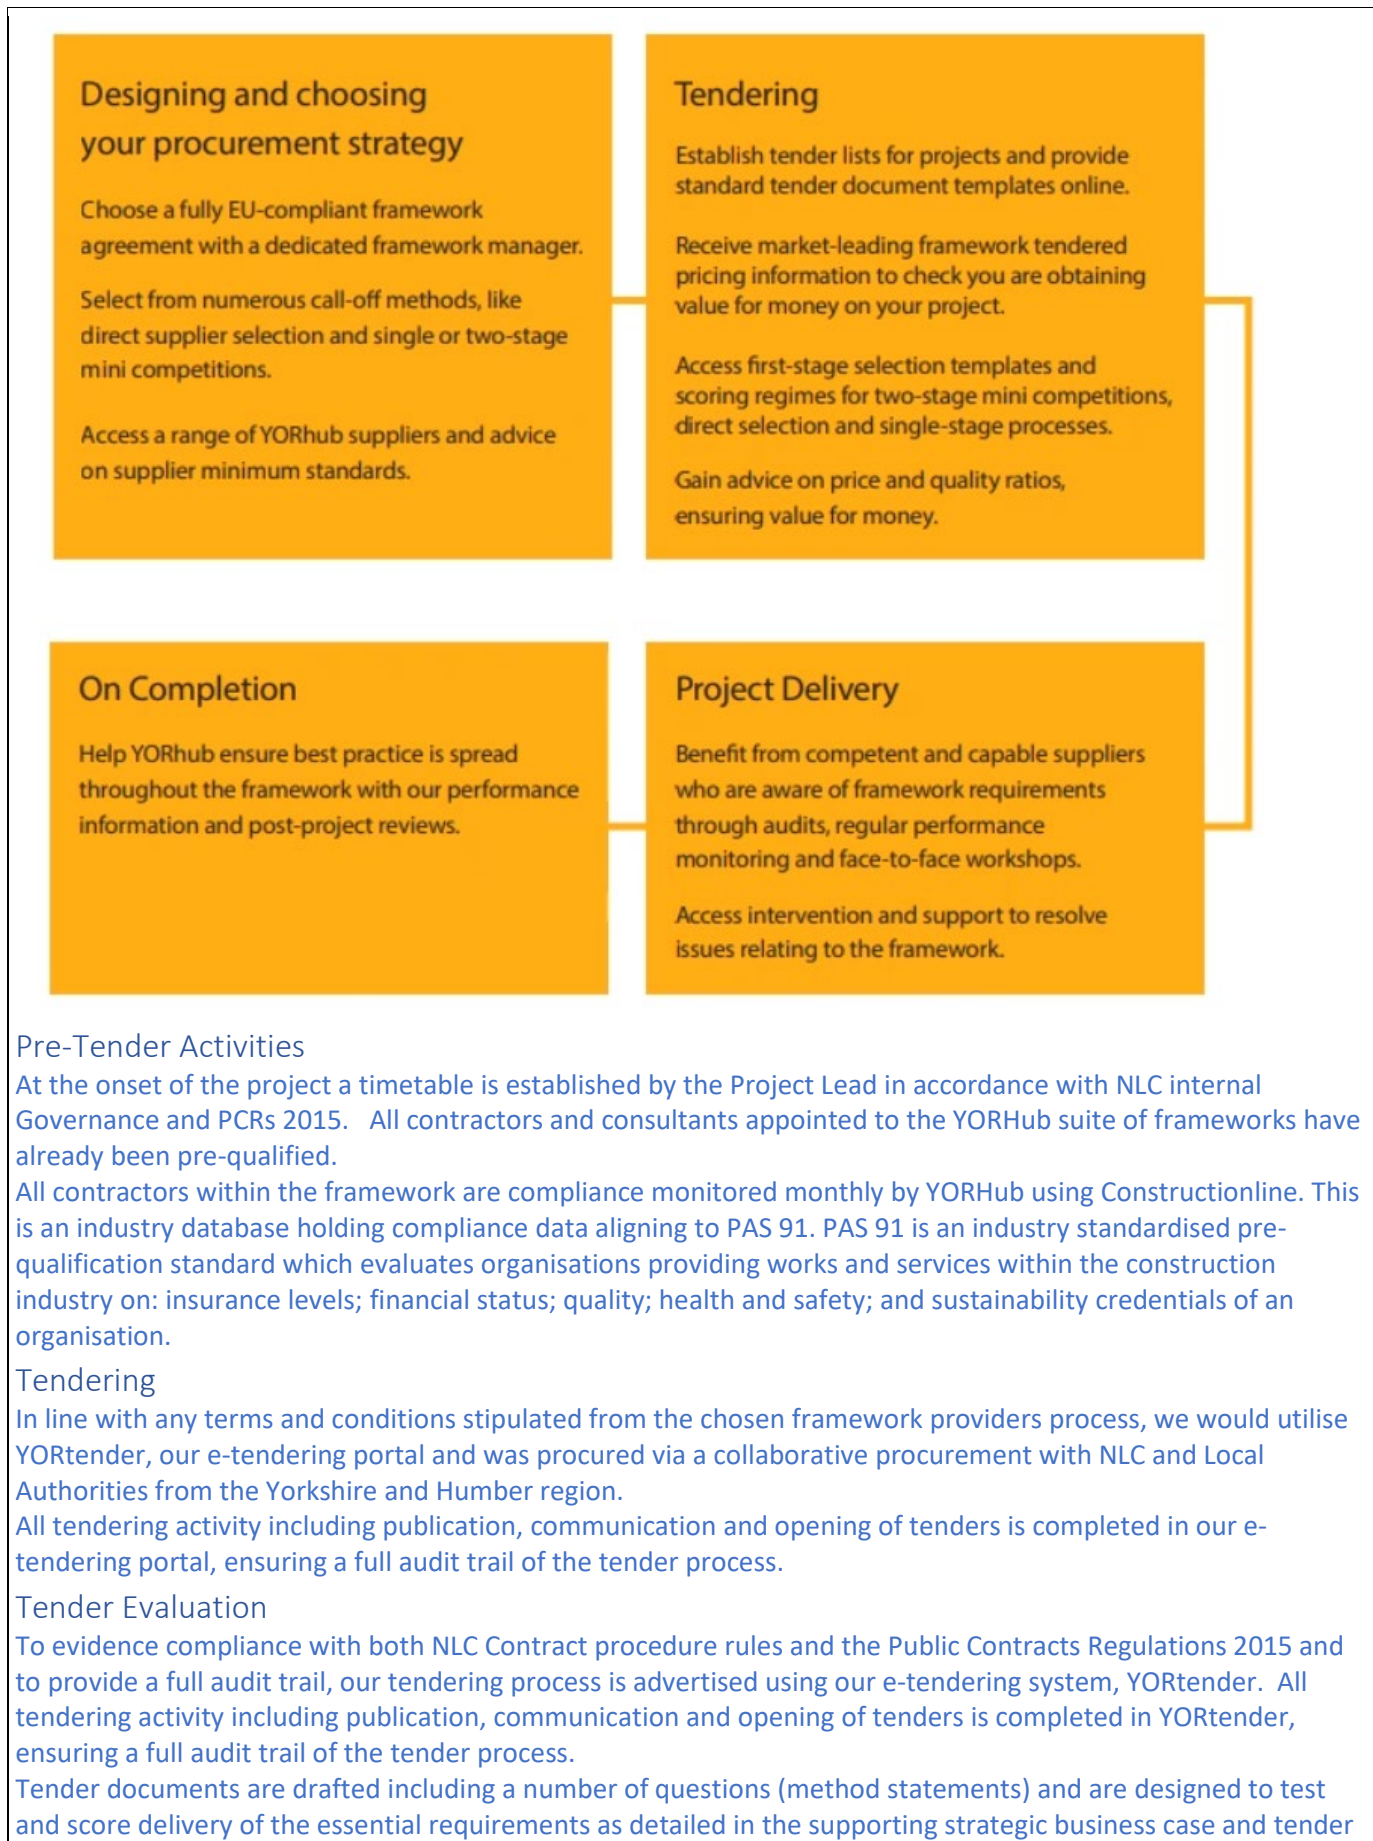 Designing and choosing
your procurement strategy
Choose a fully EU-compliant framework
agreement with a dedicated framework manager.
Select from numerous call-off methods, like
direct supplier selection and single or two-stage
mini competitions.
Access a range of YORhub suppliers and advice
on supplier minimum standards.
Tendering
Establish tender lists for projects and provide
standard tender document templates online.
Receive market-leading framework tendered
pricing information to check you are obtaining
value for money on your project.
Access first-stage selection templates and
scoring regimes for two-stage mini competitions,
direct selection and single-stage processes.
Gain advice on price and quality ratios,
ensuring value for money.
On Completion
Help YORhub ensure best practice is spread
throughout the framework with our performance
information and post-project reviews.
Project Delivery
Benefit from competent and capable suppliers
who are aware of framework requirements
through audits, regular performance
monitoring and face-to-face workshops.
Access intervention and support to resolve
issues relating to the framework.
Pre-Tender Activities
At the onset of the project a timetable is established by the Project Lead in accordance with NLC internal
Governance and PCRs 2015.   All contractors and consultants appointed to the YORHub suite of frameworks have
already been pre-qualified.
All contractors within the framework are compliance monitored monthly by YORHub using Constructionline. This
is an industry database holding compliance data aligning to PAS 91. PAS 91 is an industry standardised pre-
qualification standard which evaluates organisations providing works and services within the construction
industry on: insurance levels; financial status; quality; health and safety; and sustainability credentials of an
organisation.
Tendering
In line with any terms and conditions stipulated from the chosen framework providers process, we would utilise
YORtender, our e-tendering portal and was procured via a collaborative procurement with NLC and Local
Authorities from the Yorkshire and Humber region.
All tendering activity including publication, communication and opening of tenders is completed in our e-
tendering portal, ensuring a full audit trail of the tender process.
Tender Evaluation
To evidence compliance with both NLC Contract procedure rules and the Public Contracts Regulations 2015 and
to provide a full audit trail, our tendering process is advertised using our e-tendering system, YORtender.  All
tendering activity including publication, communication and opening of tenders is completed in YORtender,
ensuring a full audit trail of the tender process.
Tender documents are drafted including a number of questions (method statements) and are designed to test
and score delivery of the essential requirements as detailed in the supporting strategic business case and tender